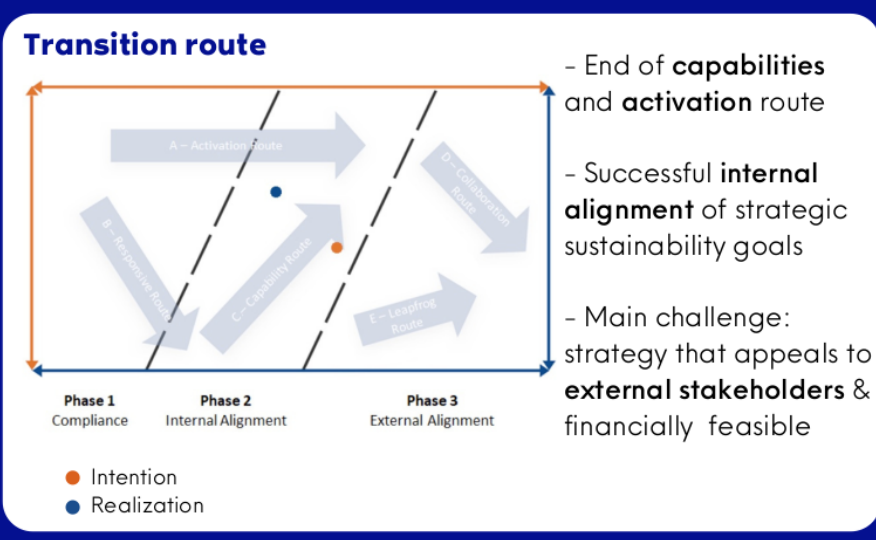 Transition route
A – Activation Route
B – Responsive Route
C – Capability Route
D – Collaboration
Route
E – Leapfrog
Route
Phase 1
Compliance
Phase 2
Internal Alignment
Phase 3
External Alignment
Intention
Realization
- End of capabilities
and activation route
- Successful internal
alignment of strategic
sustainability goals
- Main challenge:
strategy that appeals to
external stakeholders &
financially feasible